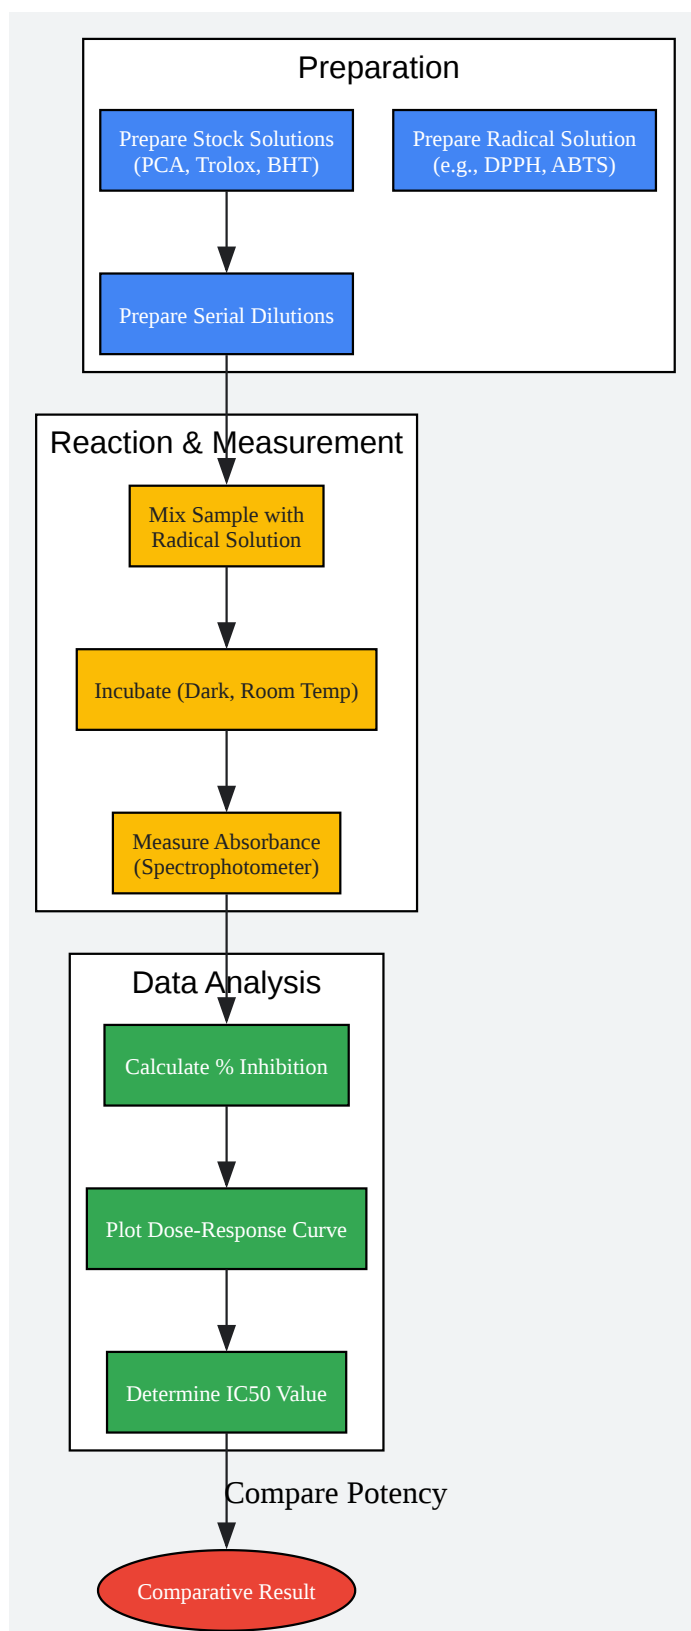 Preparation
Prepare Stock Solutions
(PCA, Trolox, BHT)
Prepare Radical Solution
(e.g., DPPH, ABTS)
Prepare Serial Dilutions
Reaction & Measurement
Mix Sample with
Radical Solution
Incubate (Dark, Room Temp)
Measure Absorbance
(Spectrophotometer)
Data Analysis
Calculate % Inhibition
Plot Dose-Response Curve
Determine IC50 Value
Compare Potency
Comparative Result